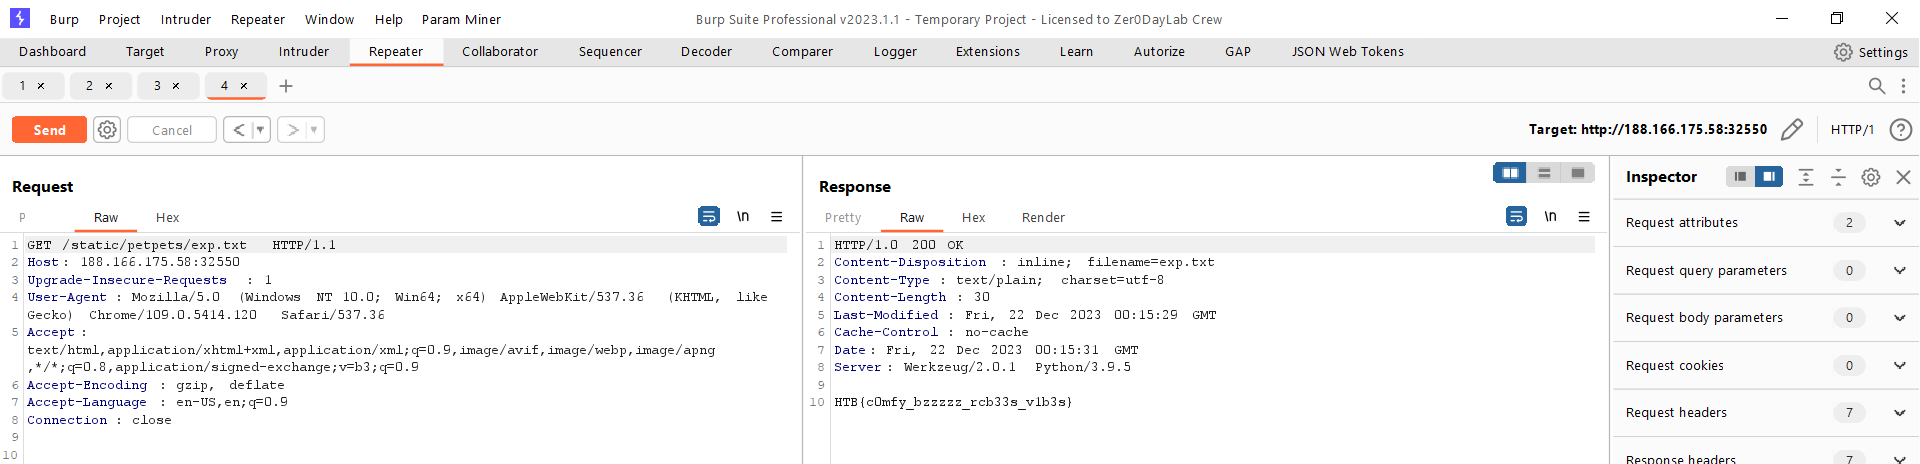 Burp Project Intruder Repeater Window Help Param Miner
Burp Suite Professional v2023.1.1 - Temporary Project - Licensed to Zer0DayLab Crew
Dashboard Target Proxy Intruder Repeater Collaborator Sequencer Decoder Comparer Logger Extensions Learn Autorize GAP JSON Web Tokens
Settings
1 × 2 × 3 × 4 × +
Send Cancel < >
Target: http://188.166.175.58:32550 HTTP/1 ?
Request
P Raw Hex \n
1 GET /static/petpets/exp.txt HTTP/1.1
2 Host: 188.166.175.58:32550
3 Upgrade-Insecure-Requests : 1
4 User-Agent : Mozilla/5.0 (Windows NT 10.0; Win64; x64) AppleWebKit/537.36 (KHTML, like
Gecko) Chrome/109.0.5414.120 Safari/537.36
5 Accept :
text/html,application/xhtml+xml,application/xml;q=0.9,image/avif,image/webp,image/apng
,*/*;q=0.8,application/signed-exchange;v=b3;q=0.9
6 Accept-Encoding : gzip, deflate
7 Accept-Language : en-US,en;q=0.9
8 Connection : close
9
10
Response
Pretty Raw Hex Render \n
1 HTTP/1.0 200 OK
2 Content-Disposition : inline; filename=exp.txt
3 Content-Type : text/plain; charset=utf-8
4 Content-Length : 30
5 Last-Modified : Fri, 22 Dec 2023 00:15:29 GMT
6 Cache-Control : no-cache
7 Date: Fri, 22 Dec 2023 00:15:31 GMT
8 Server: Werkzeug/2.0.1 Python/3.9.5
9
10 HTB{c0mfy_bzzzzz_rcb33s_v1b3s}
Inspector
Request attributes 2
Request query parameters 0
Request body parameters 0
Request cookies 0
Request headers 7
Response headers 7